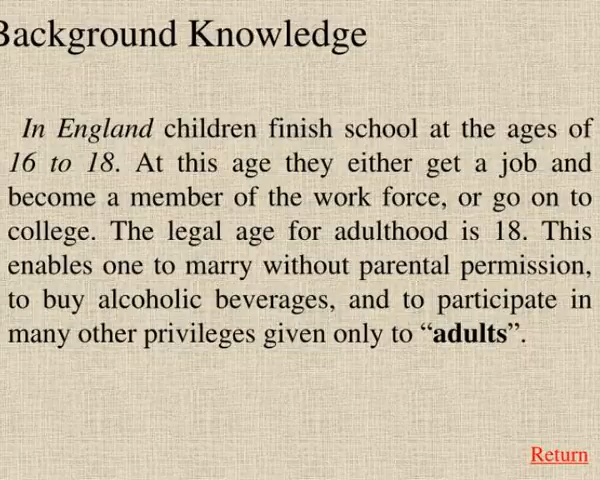 Background Knowledge
In England children finish school at the ages of
16 to 18. At this age they either get a job and
become a member of the work force, or go on to
college. The legal age for adulthood is 18. This
enables one to marry without parental permission,
to buy alcoholic beverages, and to participate in
many other privileges given only to “adults”.
Return